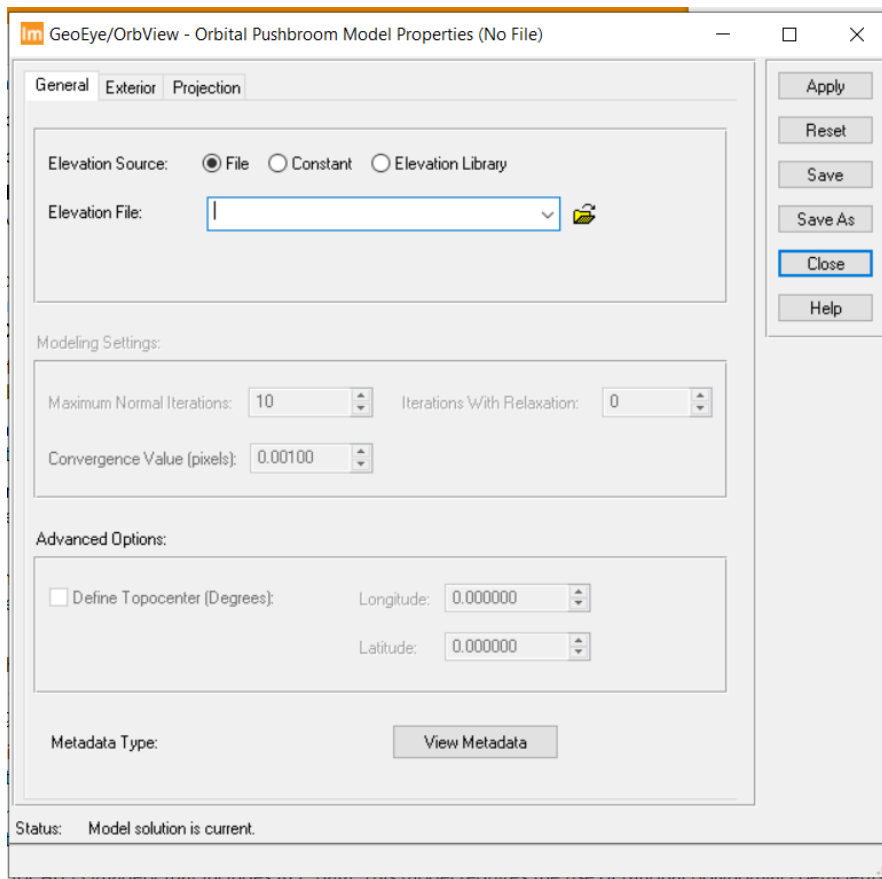 Im GeoEye/OrbView - Orbital Pushbroom Model Properties (No File)
General Exterior Projection
Apply
Reset
Save
Save As
Close
Help
Elevation Source: File Constant Elevation Library
Elevation File:
Modeling Settings:
Maximum Normal Iterations: 10 Iterations With Relaxation: 0
Convergence Value (pixels): 0.00100
Advanced Options:
Define Topocenter (Degrees): Longitude: 0.000000
Latitude: 0.000000
Metadata Type: View Metadata
Status: Model solution is current.